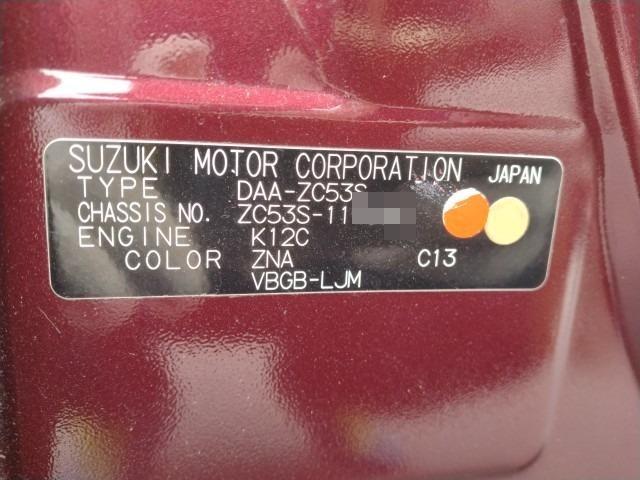 SUZUKI MOTOR CORPORATION JAPAN
TYPE DAA-ZC53S
CHASSIS NO. ZC53S-11
ENGINE K12C
COLOR ZNA C13
VBGB-LJM